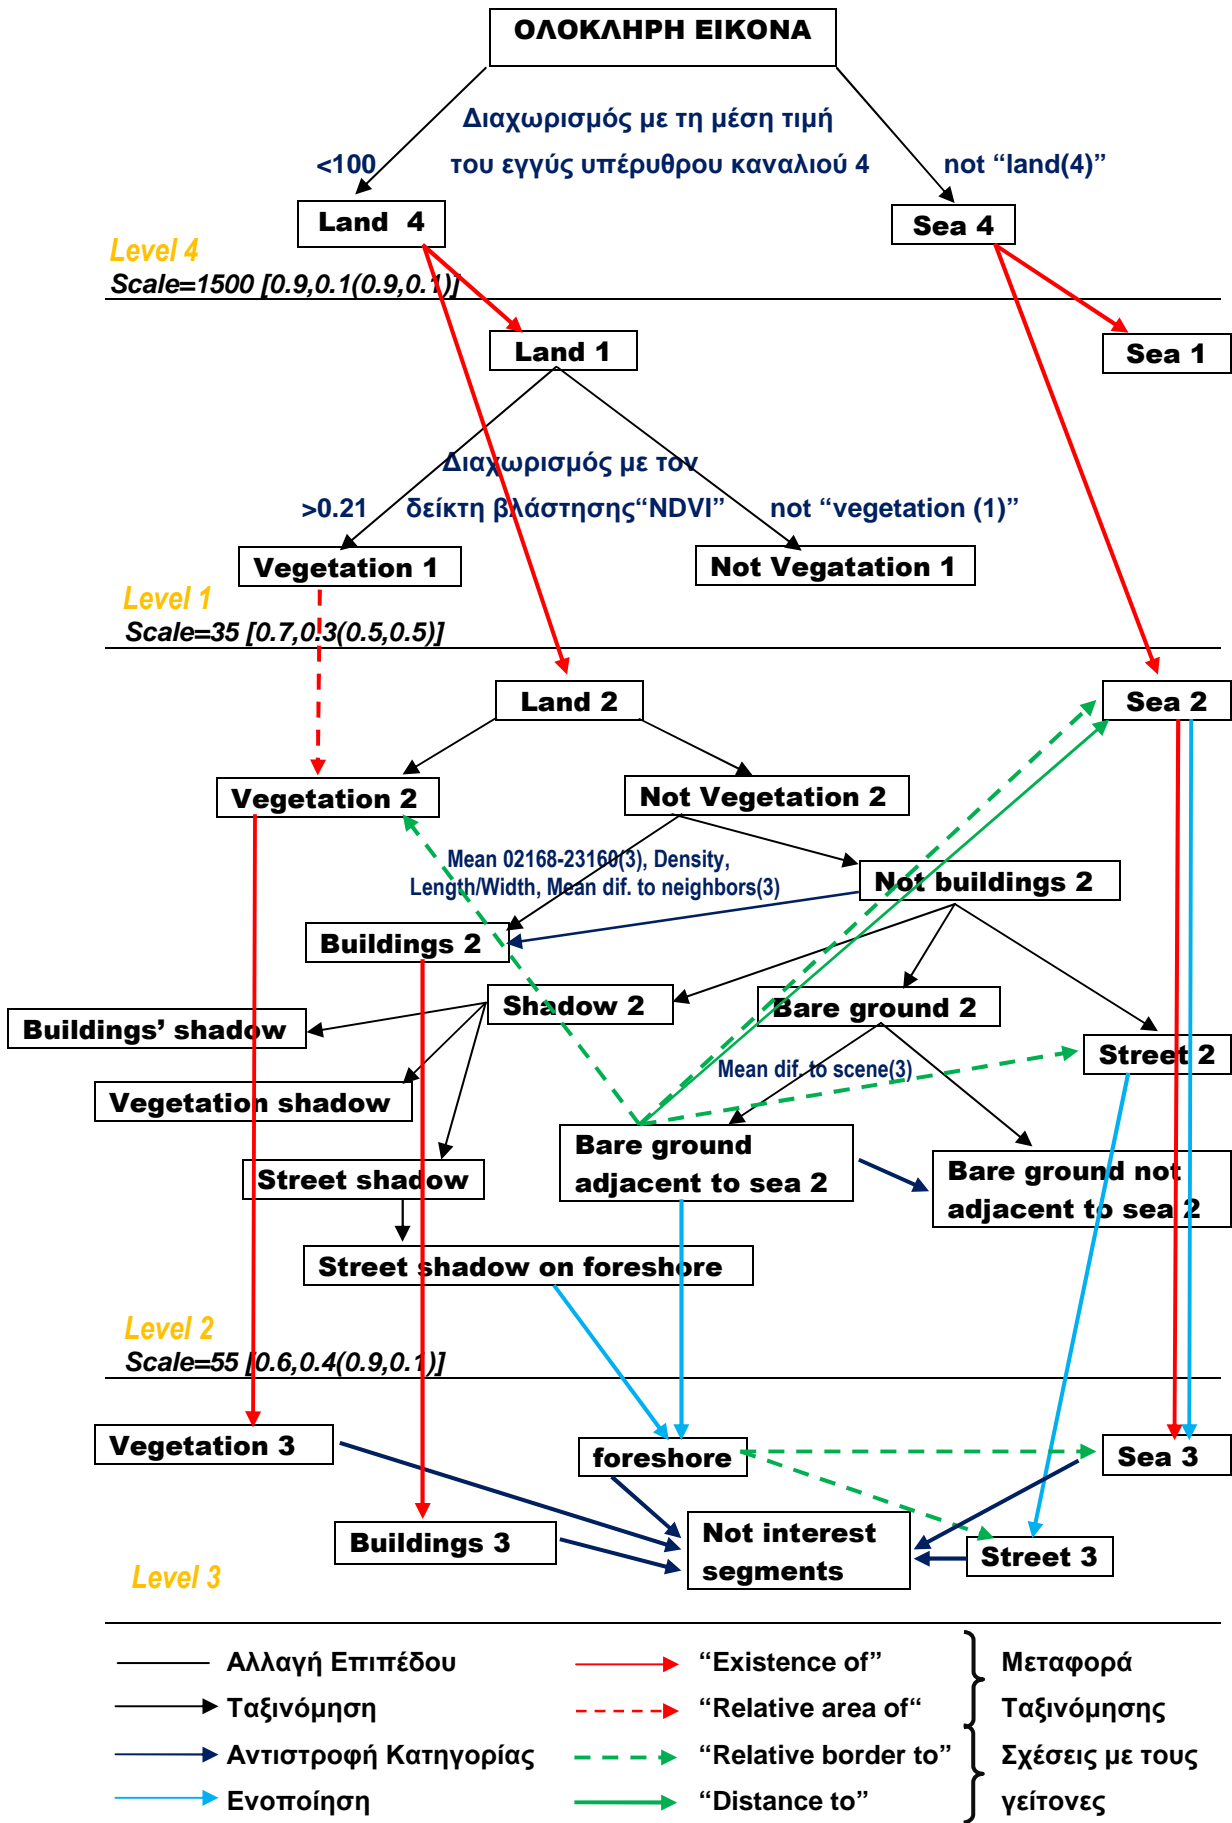 ΟΛΟΚΛΗΡΗ ΕΙΚΟΝΑ
Διαχωρισμός με τη μέση τιμή
<100 του εγγύς υπέρυθρου καναλιού 4 not “land(4)”
Land 4 Sea 4
Level 4
Scale=1500 [0.9,0.1(0.9,0.1)]
Land 1 Sea 1
Διαχωρισμός με τον
>0.21 δείκτη βλάστησης“NDVI” not “vegetation (1)”
Vegetation 1 Not Vegatation 1
Level 1
Scale=35 [0.7,0.3(0.5,0.5)]
Land 2 Sea 2
Vegetation 2 Not Vegetation 2
Mean 02168-23160(3), Density,
Length/Width, Mean dif. to neighbors(3)
Not buildings 2
Buildings 2
Shadow 2 Bare ground 2
Buildings’ shadow
Street 2
Mean dif. to scene(3)
Vegetation shadow
Bare ground
adjacent to sea 2
Street shadow
Bare ground not
adjacent to sea 2
Street shadow on foreshore
Level 2
Scale=55 [0.6,0.4(0.9,0.1)]
Vegetation 3 foreshore Sea 3
Buildings 3
Not interest
segments
Street 3
Level 3
Αλλαγή Επιπέδου “Existence of” Μεταφορά
Ταξινόμηση “Relative area of“ Ταξινόμησης
Αντιστροφή Κατηγορίας “Relative border to” Σχέσεις με τους
Ενοποίηση “Distance to” γείτονες